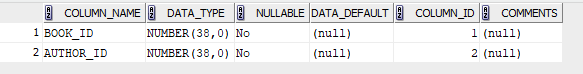 COLUMN_NAME DATA_TYPE NULLABLE DATA_DEFAULT COLUMN_ID COMMENTS
1 BOOK_ID NUMBER(38,0) No (null) 1 (null)
2 AUTHOR_ID NUMBER(38,0) No (null) 2 (null)